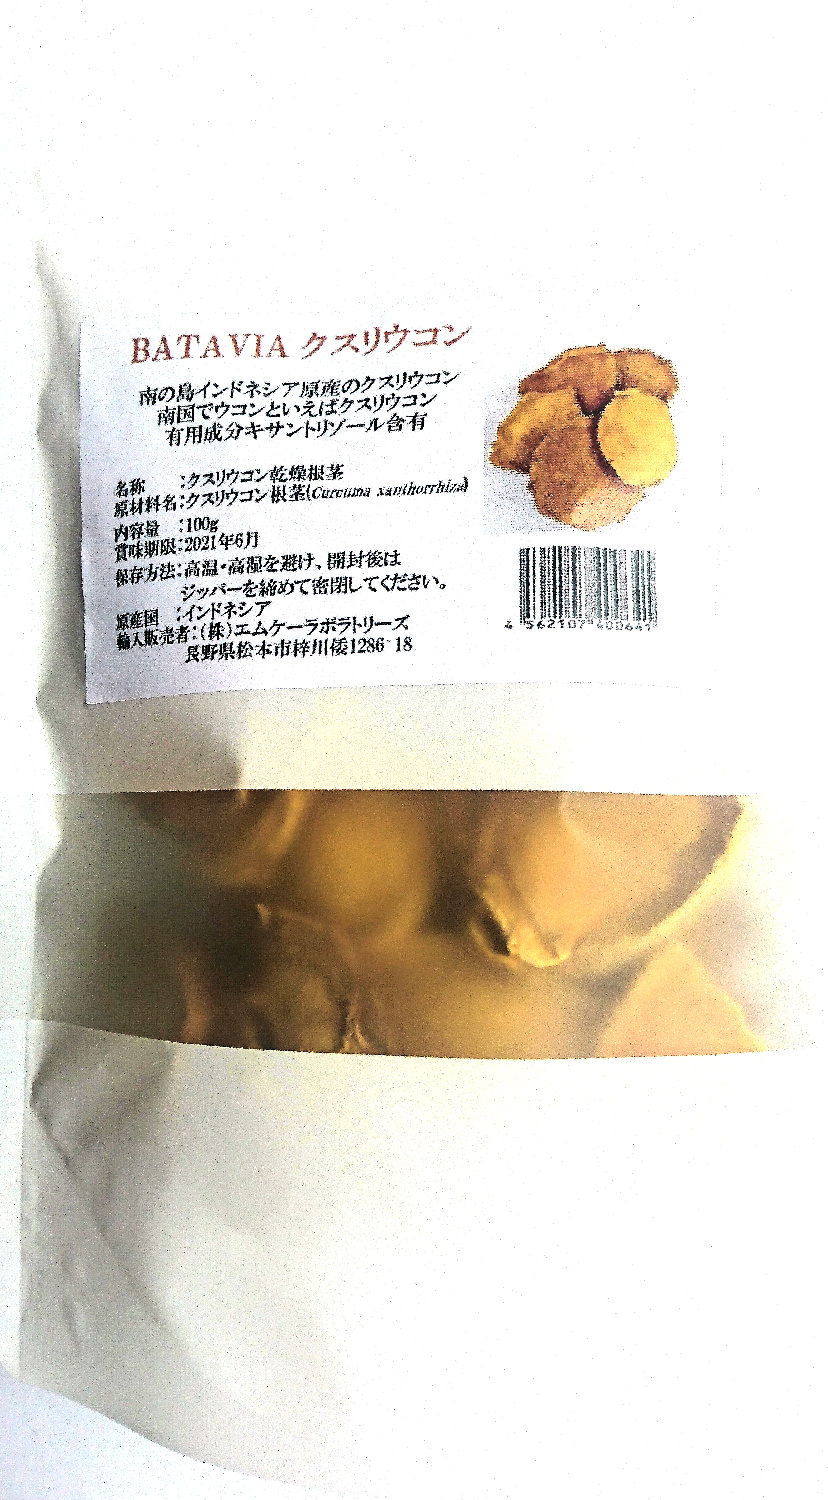 BATAVIA クスリウコン
南の島インドネシア原産のクスリウコン
南国でウコンといえばクスリウコン
有用成分キサントリゾール含有
名称　　:クスリウコン乾燥根茎
原材料名:クスリウコン根茎(Curcuma xanthorrhiza)
内容量　:100g
賞味期限:2021年6月
保存方法:高温・高湿を避け、開封後は
ジッパーを締めて密閉してください。
原産国　:インドネシア
輸入販売者:(株)エムケーラボラトリーズ
長野県松本市梓川倭1286-18
4 562107 400641